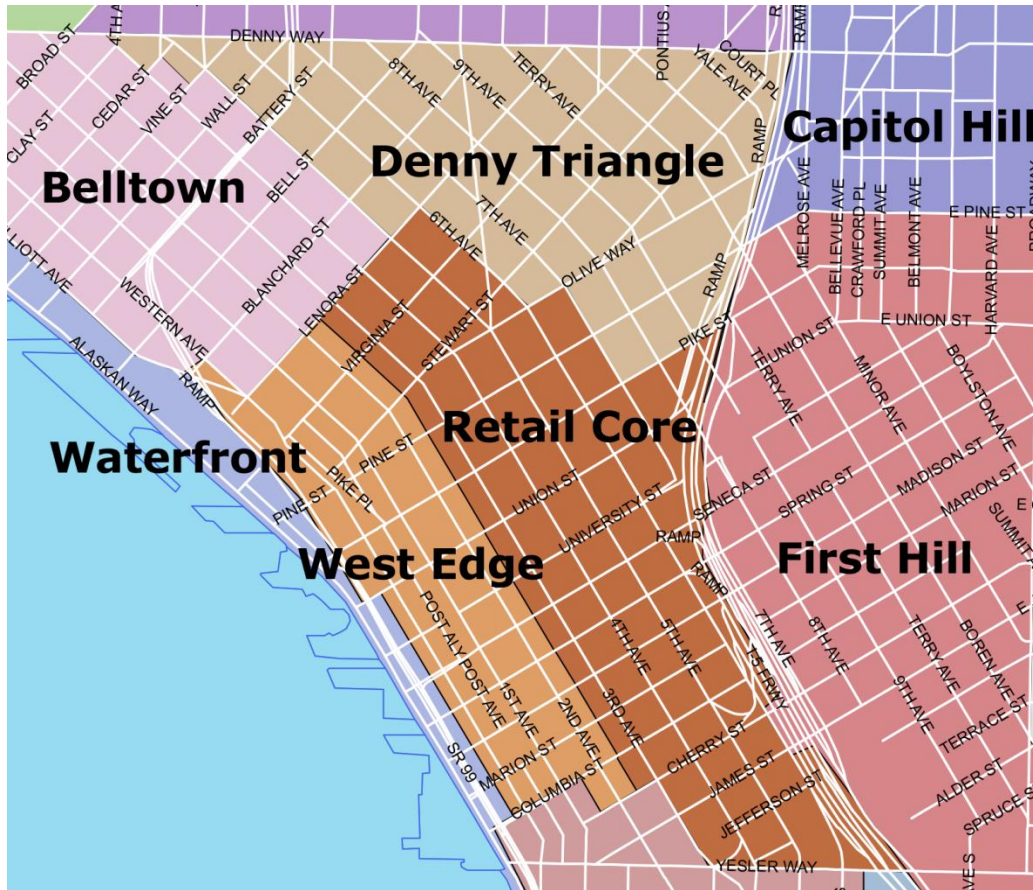 4TH A
DENNY WAY
BROAD ST
CEDAR ST
VINE ST
WALL ST
BATTERY ST
8TH AVE
9TH AVE
TERRY AVE
PONTIUS
YALE AVE
COURT PL
RAMP
CLAY ST
Capitol Hill
Denny Triangle
Belltown
BELL ST
RAMP
MELROSE AVE
BELLEVUE AVE
CRAWFORD PL
SUMMIT AVE
BELMONT AVE
E PINE ST
HARVARD AVE
LLIOTT AVE
WESTERN AVE
BLANCHARD ST
LENORA ST
6TH AVE
7TH AVE
OLIVE WAY
RAMP
VIRGINIA ST
STEWART ST
PIKE ST
E UNION ST
UNION ST
TERRY AVE
MINOR AVE
BOYLSTON AVE
ALASKAN WAY
RAMP
Retail Core
Waterfront
PINE ST
PIKE PL
PINE ST
UNION ST
UNIVERSITY ST
SENECA ST
SPRING ST
MADISON ST
MARION ST
RAMP
West Edge
First Hill
RAMP
POST ALY
POST AVE
1ST AVE
2ND AVE
3RD AVE
4TH AVE
5TH AVE
I-5 FRWY
7TH AVE
8TH AVE
9TH AVE
TERRY AVE
BOREN AVE
TERRACE ST
SR 99
MARION ST
COLUMBIA ST
CHERRY ST
JAMES ST
JEFFERSON ST
ALDER ST
SPRUCE S
YESLER WAY
VE S